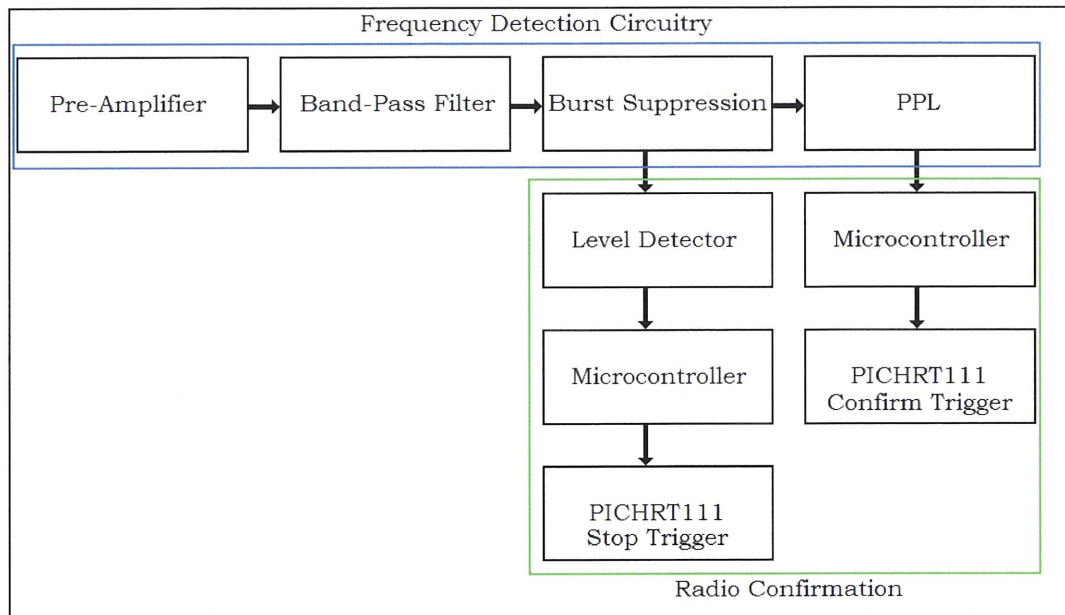 Frequency Detection Circuitry
Pre-Amplifier
Band-Pass Filter
Burst Suppression
PPL
Level Detector
Microcontroller
Microcontroller
PICHRT111
Confirm Trigger
PICHRT111
Stop Trigger
Radio Confirmation